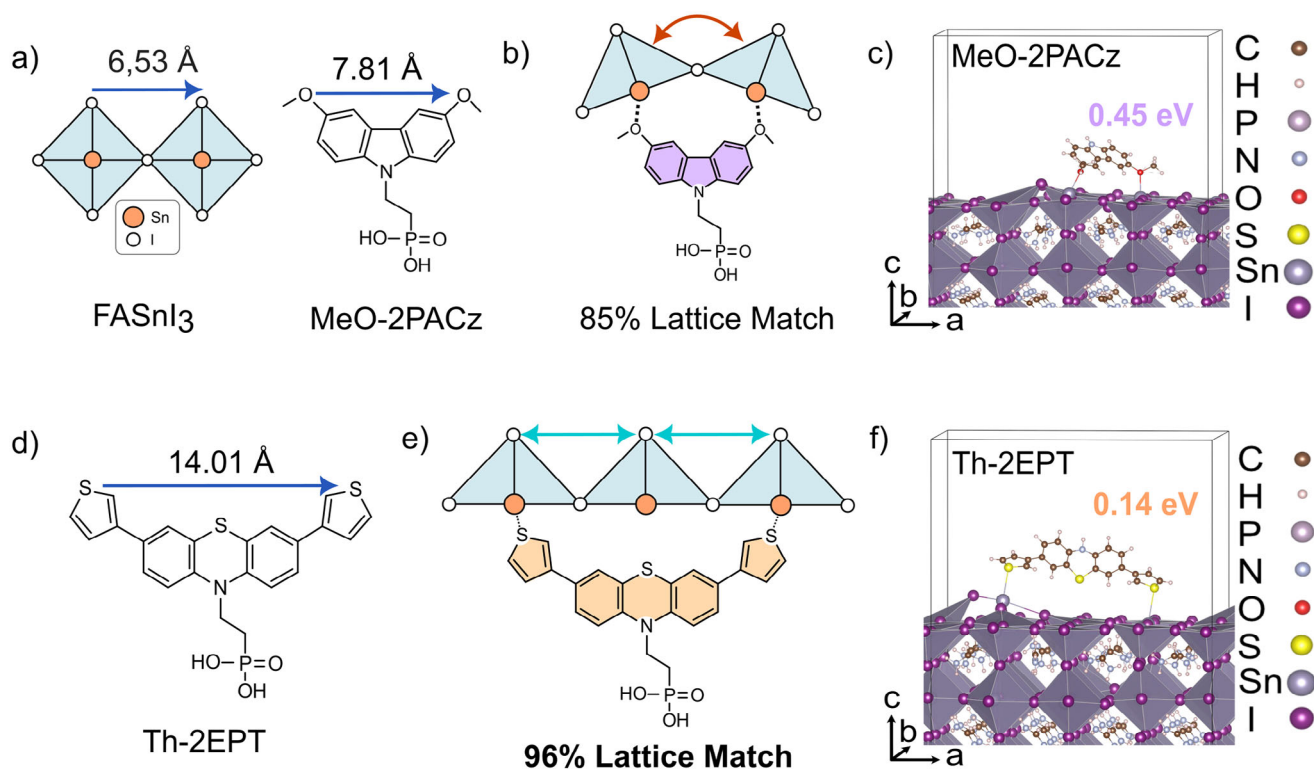 a)
6,53 Å
Sn
I
FASnI3
7.81 Å
O
O
N
HO-P=O
OH
MeO-2PACz
b)
O
O
N
HO-P=O
OH
85% Lattice Match
c)
MeO-2PACz
0.45 eV
c
b
a
C
H
P
N
O
S
Sn
I
d)
14.01 Å
S
S
S
N
HO-P=O
OH
Th-2EPT
e)
S
S
S
N
HO-P=O
OH
96% Lattice Match
f)
Th-2EPT
0.14 eV
c
b
a
C
H
P
N
O
S
Sn
I